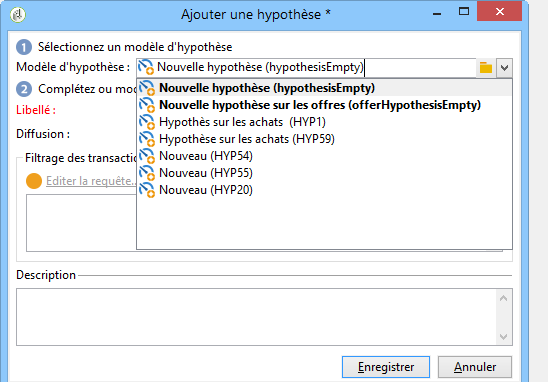 Ajouter une hypothèse *
1 Sélectionnez un modèle d'hypothèse
Modèle d'hypothèse : Nouvelle hypothèse (hypothesisEmpty)
2 Complétez ou mod
Nouvelle hypothèse (hypothesisEmpty)
Nouvelle hypothèse sur les offres (offerHypothesisEmpty)
Libellé :
Hypothès sur les achats (HYP1)
Diffusion :
Hypothèse sur les achats (HYP59)
Nouveau (HYP54)
Filtrage des transactio
Nouveau (HYP55)
Editer la requête...
Nouveau (HYP20)
Description
Enregistrer
Annuler